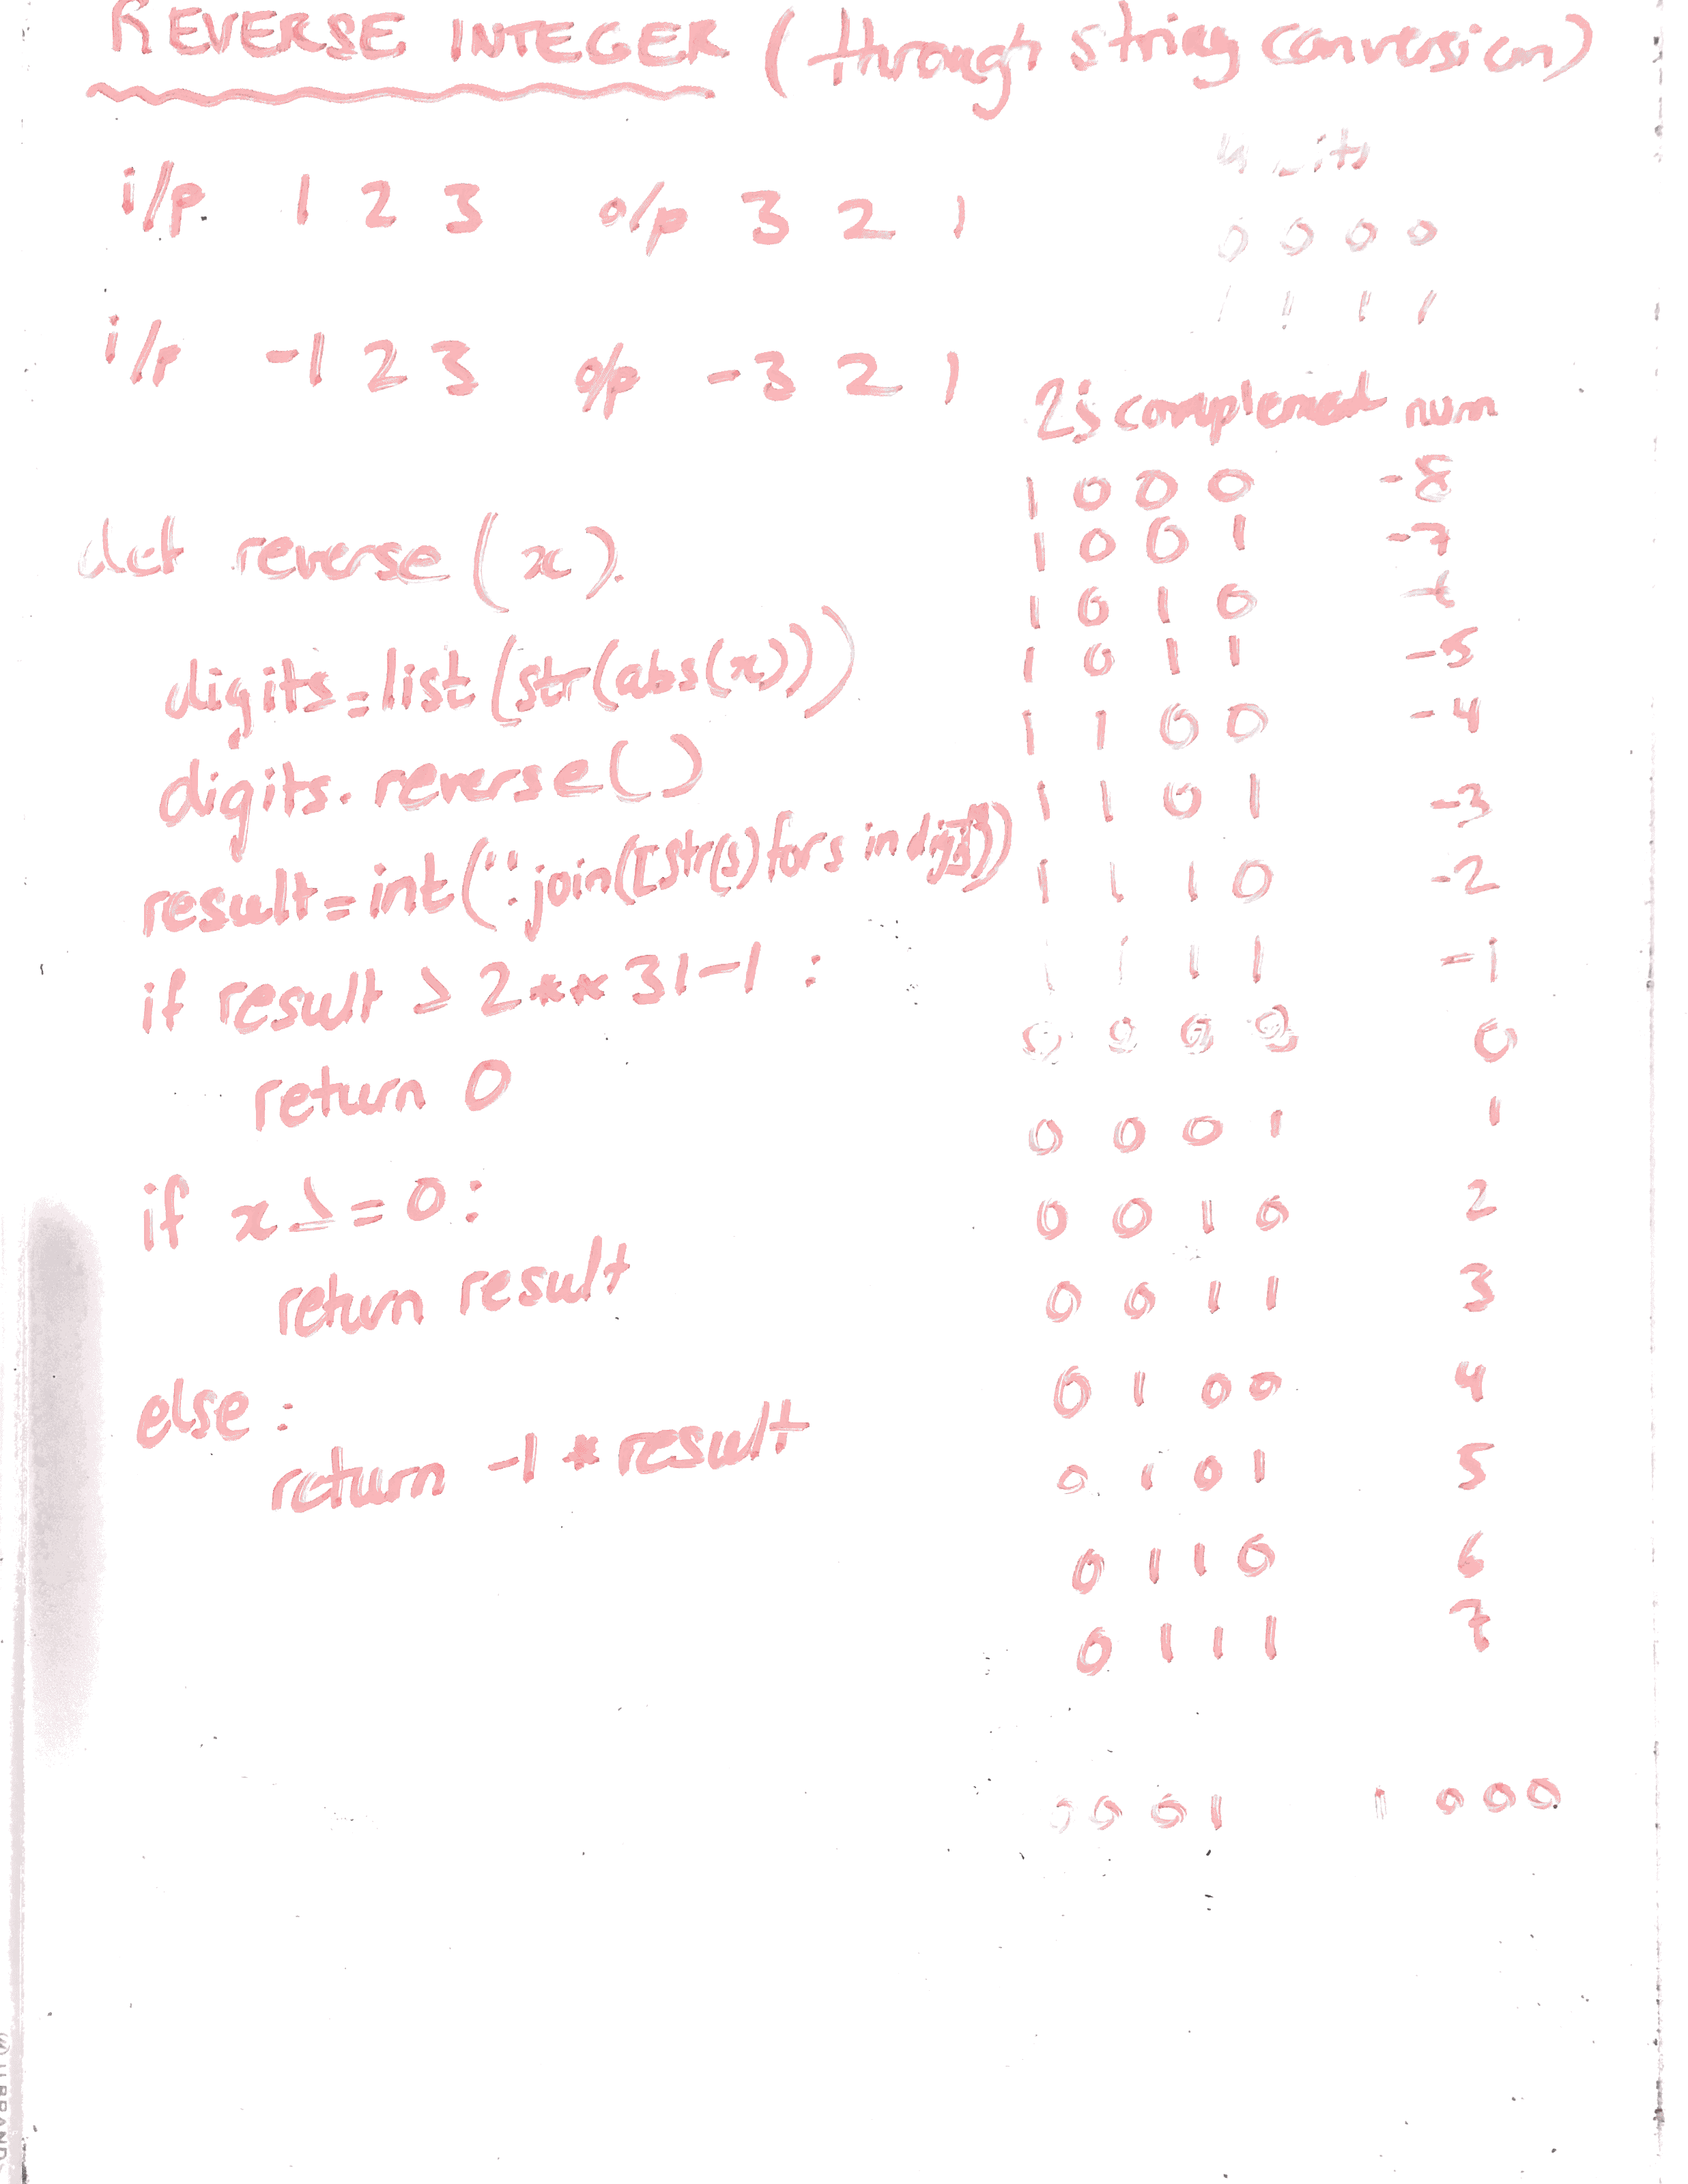 REVERSE INTEGER (through string conversion)
i/p. 1 2 3 o/p 3 2 1
i/p -1 2 3 o/p -3 2 1
def reverse(x):
digits=list(str(abs(x)))
digits.reverse()
result=int("".join([str(s) for s in digits]))
if result ≥ 2**31-1 :
return 0
if x >= 0:
return result
else :
return -1 * result
0 0 0 0
1 1 1 1
2's complement num
1 0 0 0 -8
1 0 0 1 -7
1 0 1 0 -6
1 0 1 1 -5
1 1 0 0 -4
1 1 0 1 -3
1 1 1 0 -2
1 1 1 1 -1
0 0 0 0 0
0 0 0 1 1
0 0 1 0 2
0 0 1 1 3
0 1 0 0 4
0 1 0 1 5
0 1 1 0 6
0 1 1 1 7
0 0 0 1 1 0 0 0